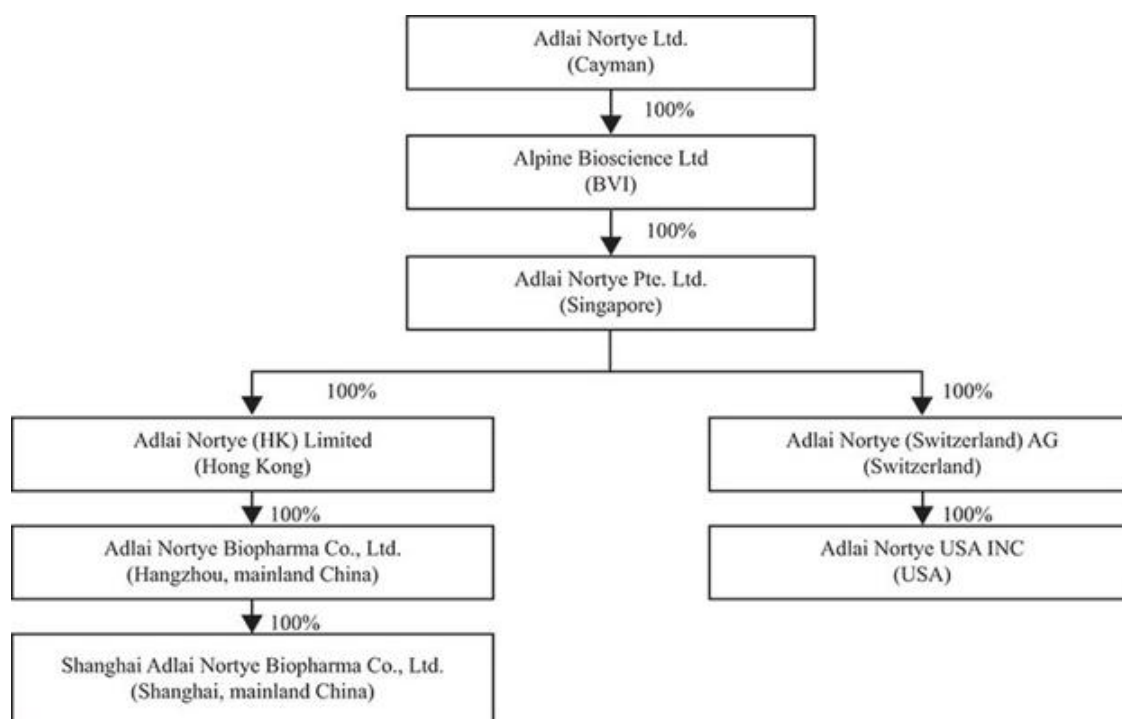 Adlai Nortye Ltd.
(Cayman)
100%
Alpine Bioscience Ltd
(BVI)
100%
Adlai Nortye Pte. Ltd.
(Singapore)
100%
100%
Adlai Nortye (HK) Limited
(Hong Kong)
Adlai Nortye (Switzerland) AG
(Switzerland)
100%
100%
Adlai Nortye Biopharma Co., Ltd.
(Hangzhou, mainland China)
Adlai Nortye USA INC
(USA)
100%
Shanghai Adlai Nortye Biopharma Co., Ltd.
(Shanghai, mainland China)